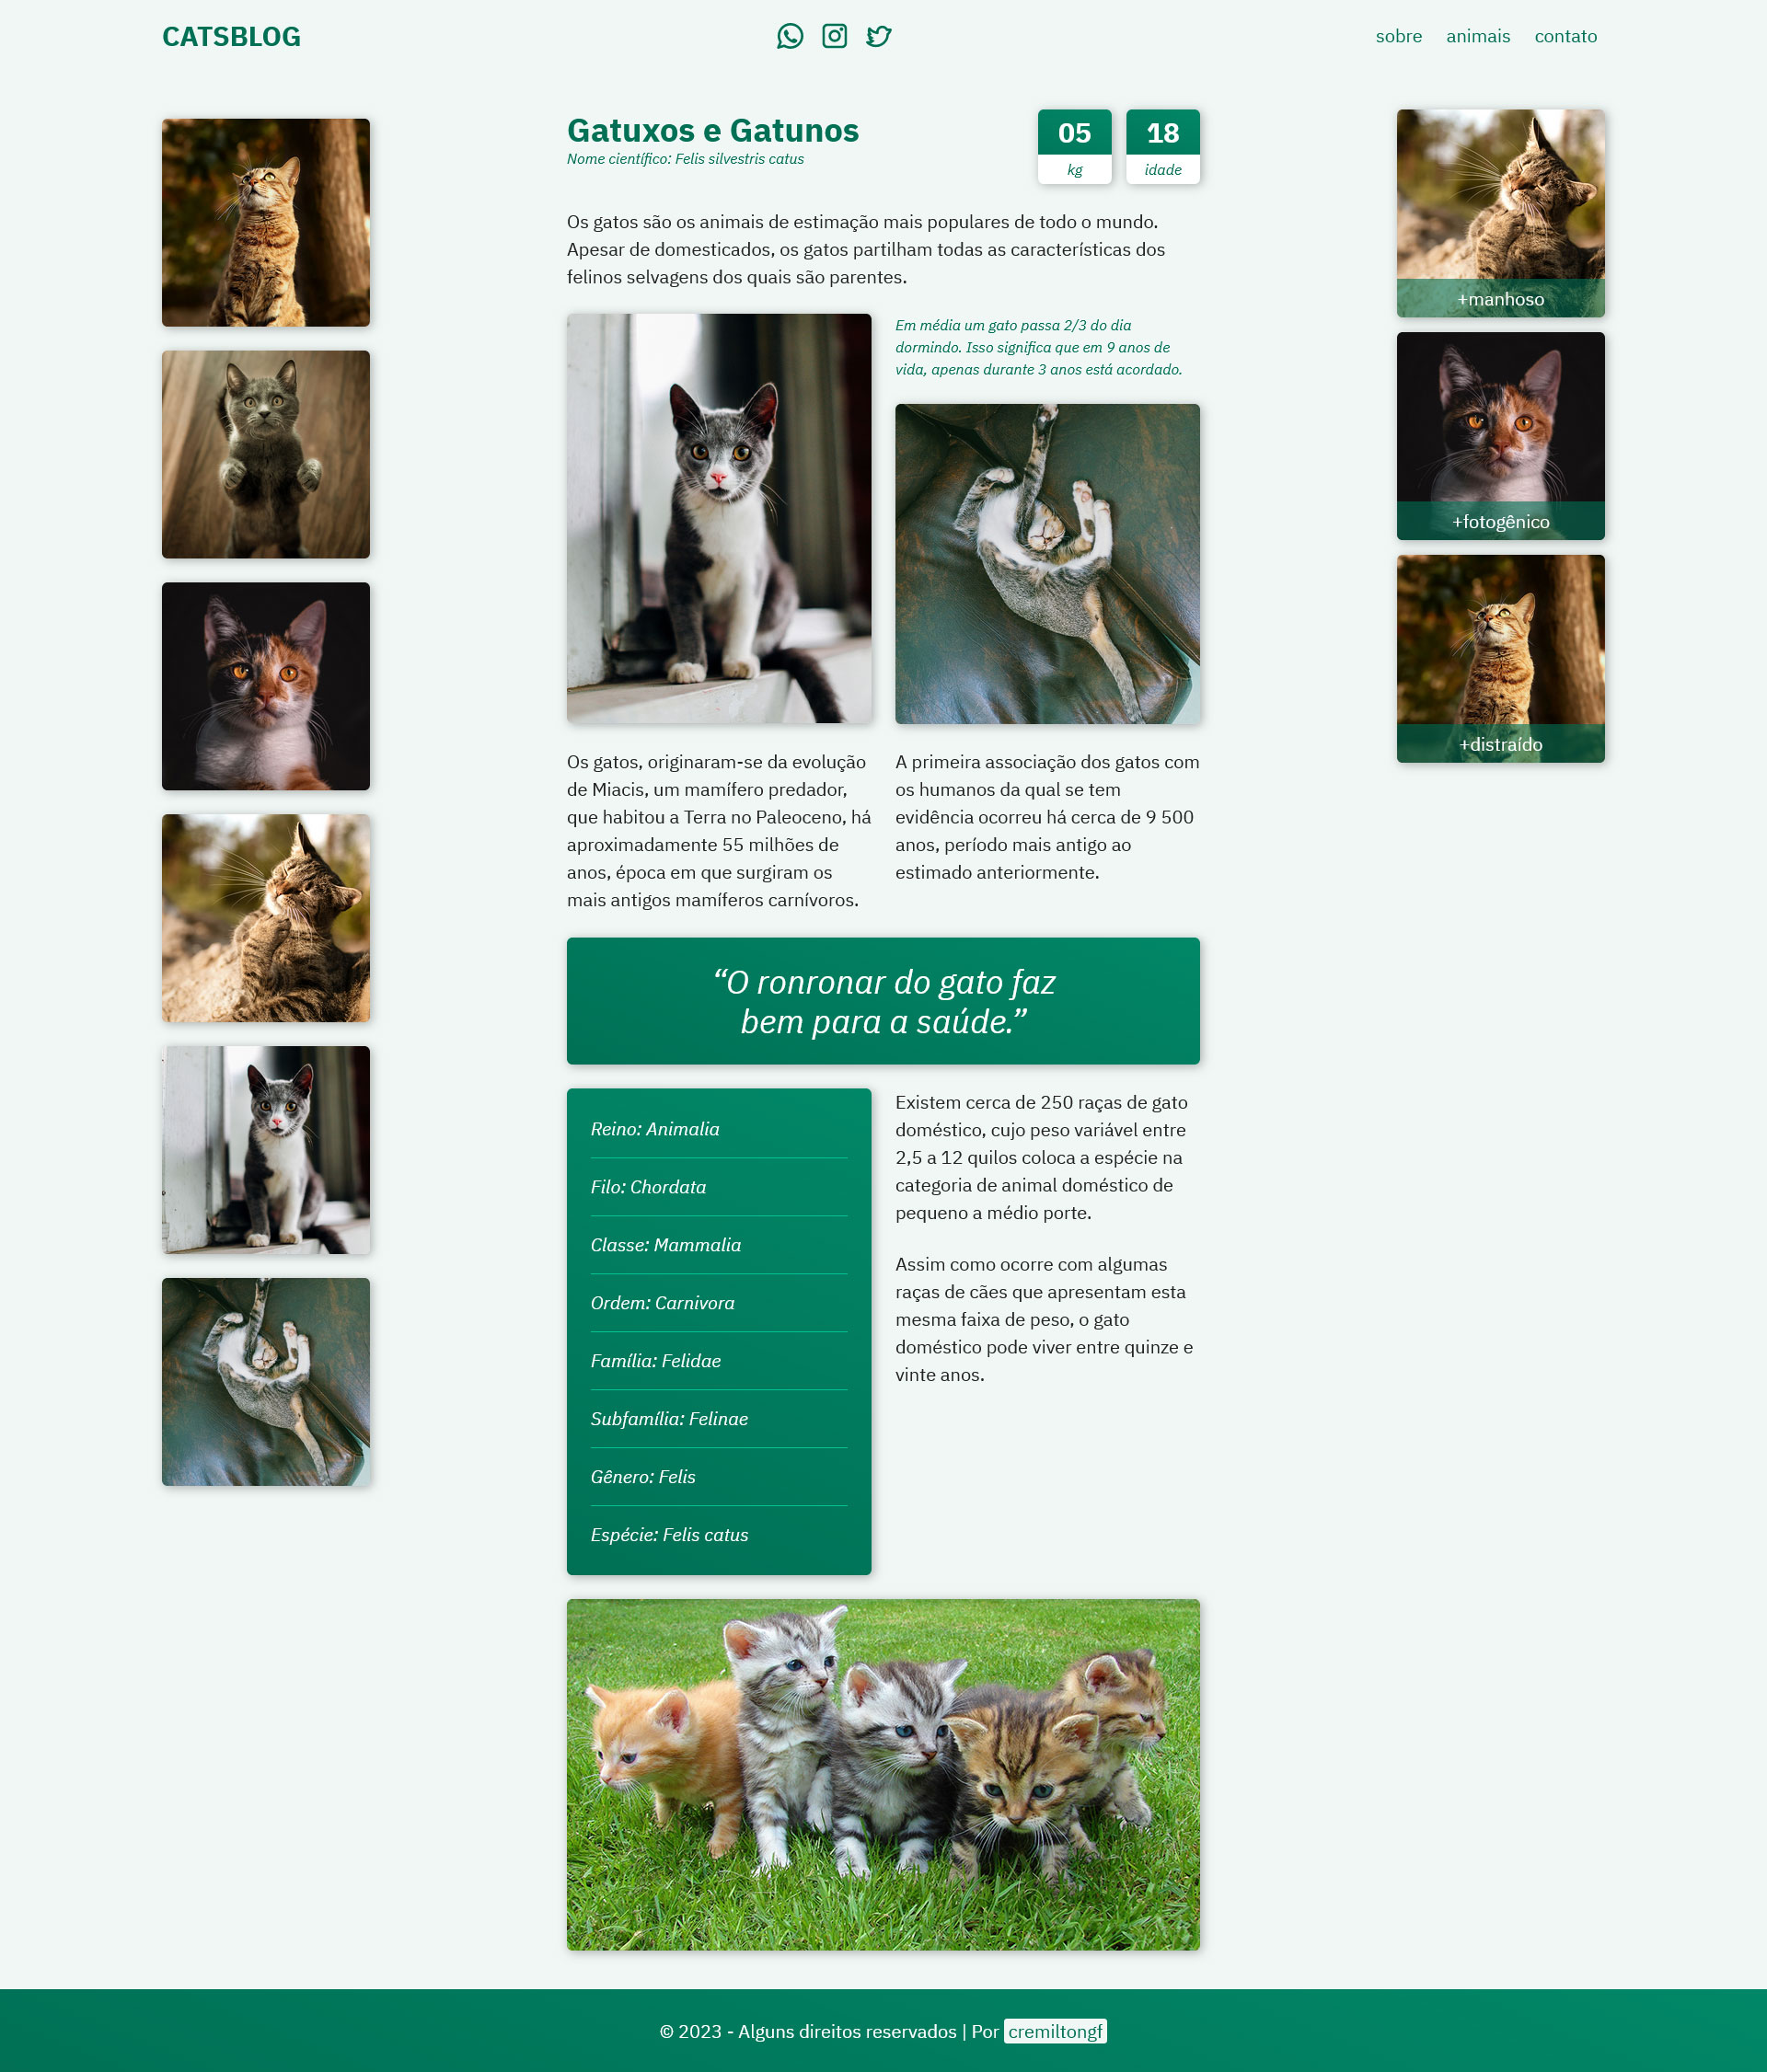 CATSBLOG
sobre animais contato
Gatuxos e Gatunos
Nome científico: Felis silvestris catus
05
kg
18
idade
Os gatos são os animais de estimação mais populares de todo o mundo.
Apesar de domesticados, os gatos partilham todas as características dos
felinos selvagens dos quais são parentes.
Em média um gato passa 2/3 do dia
dormindo. Isso significa que em 9 anos de
vida, apenas durante 3 anos está acordado.
Os gatos, originaram-se da evolução
de Miacis, um mamífero predador,
que habitou a Terra no Paleoceno, há
aproximadamente 55 milhões de
anos, época em que surgiram os
mais antigos mamíferos carnívoros.
A primeira associação dos gatos com
os humanos da qual se tem
evidência ocorreu há cerca de 9 500
anos, período mais antigo ao
estimado anteriormente.
“O ronronar do gato faz
bem para a saúde.”
Reino: Animalia
Filo: Chordata
Classe: Mammalia
Ordem: Carnivora
Família: Felidae
Subfamília: Felinae
Gênero: Felis
Espécie: Felis catus
Existem cerca de 250 raças de gato
doméstico, cujo peso variável entre
2,5 a 12 quilos coloca a espécie na
categoria de animal doméstico de
pequeno a médio porte.
Assim como ocorre com algumas
raças de cães que apresentam esta
mesma faixa de peso, o gato
doméstico pode viver entre quinze e
vinte anos.
+manhoso
+fotogênico
+distraído
© 2023 - Alguns direitos reservados | Por cremiltongf